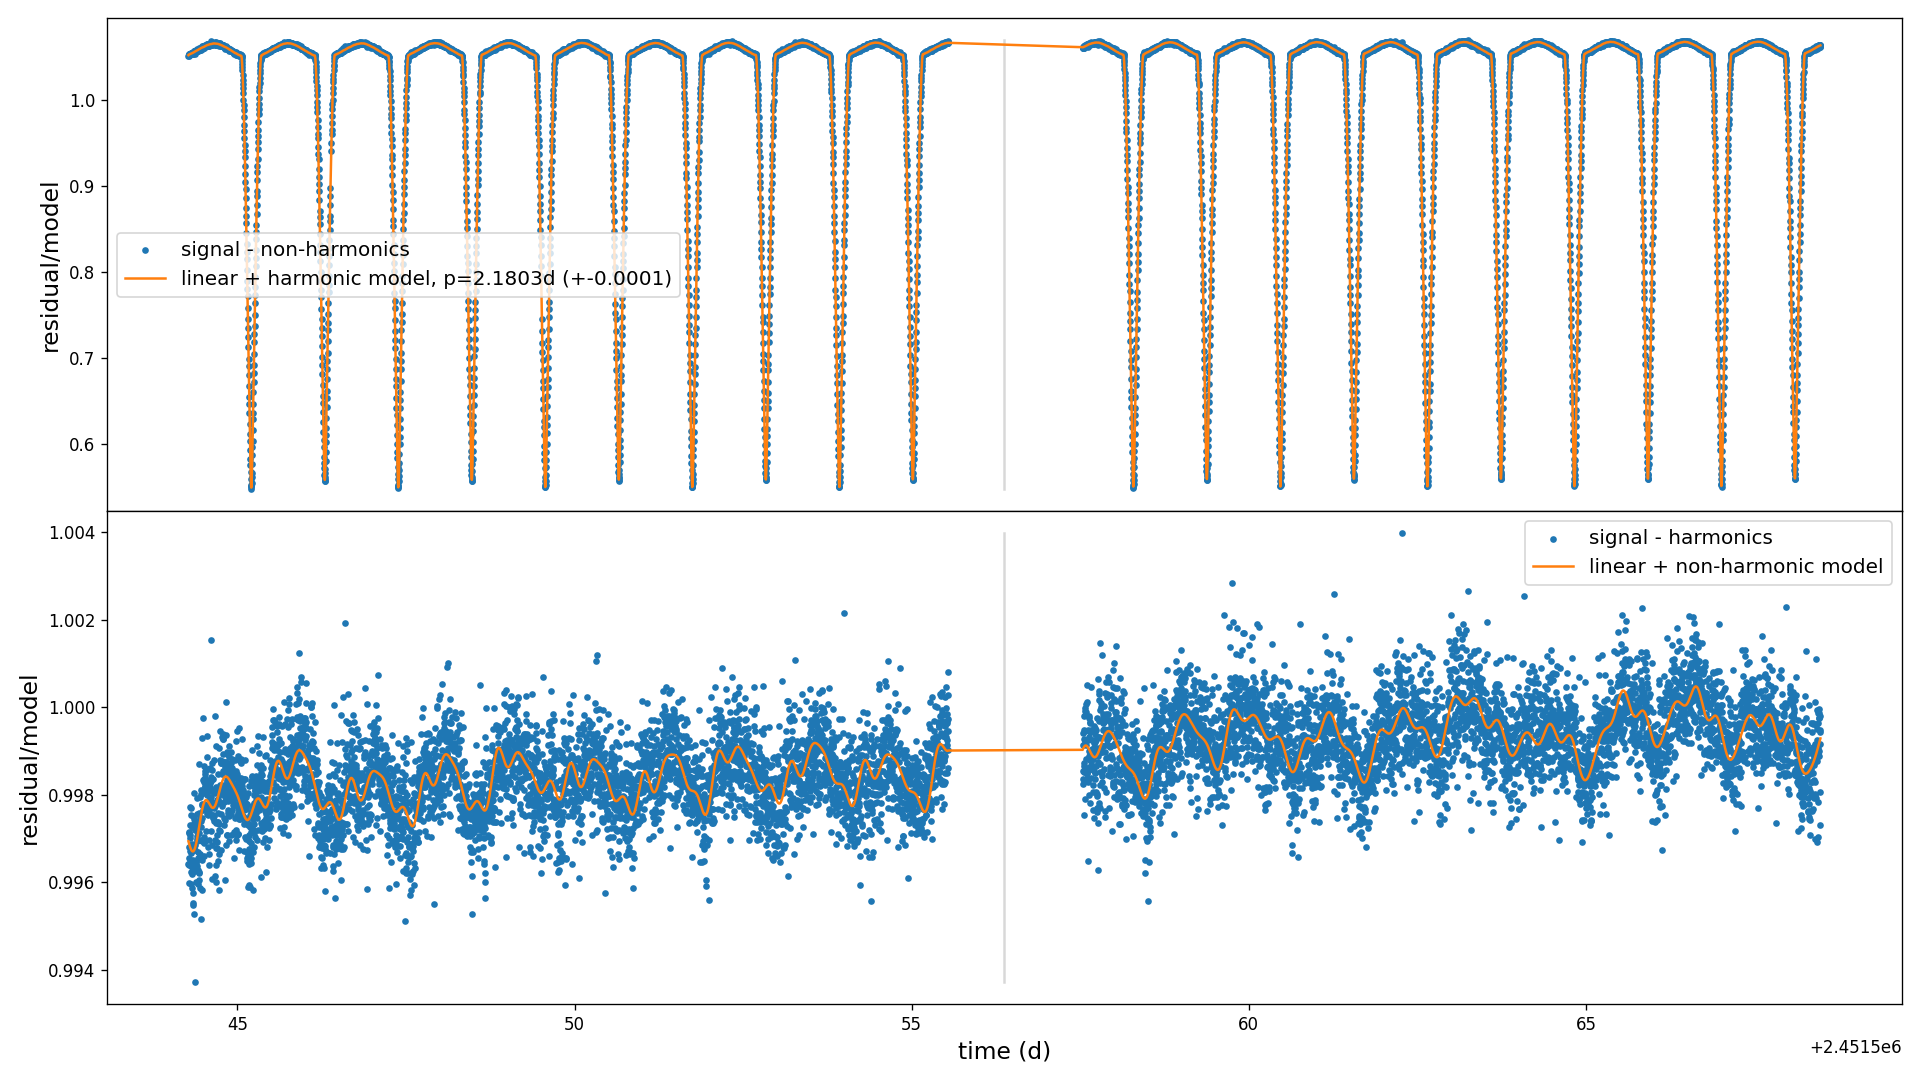 1.0
0.9
0.8
0.7
0.6
residual/model
signal - non-harmonics
linear + harmonic model, p=2.1803d (+-0.0001)
1.004
1.002
1.000
0.998
0.996
0.994
residual/model
signal - harmonics
linear + non-harmonic model
45
50
55
60
65
time (d)
+2.4515e6